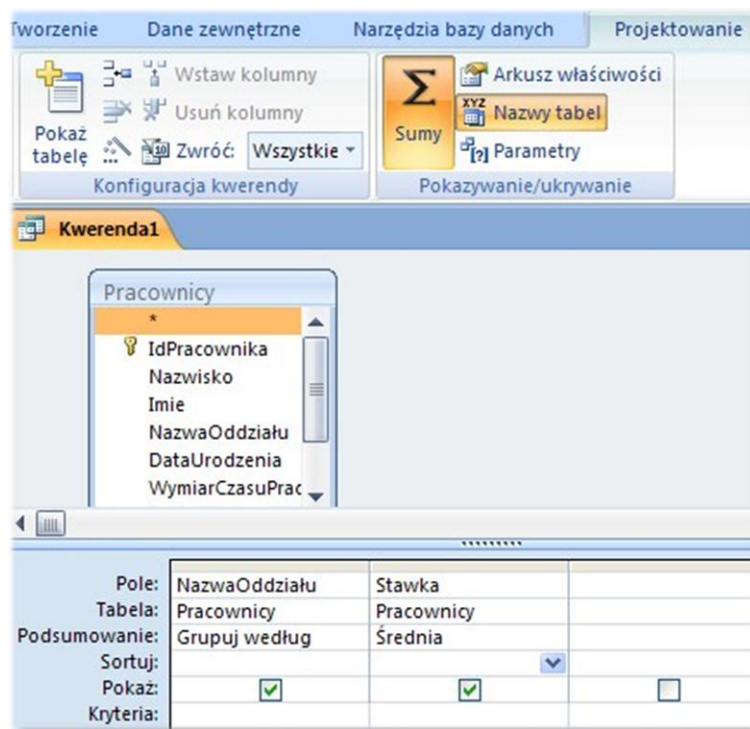 Tworzenie Dane zewnętrzne Narzędzia bazy danych Projektowanie
Pokaż tabelę
Wstaw kolumny
Usuń kolumny
Zwróć: Wszystkie
Konfiguracja kwerendy
Σ
Sumy
Arkusz właściwości
XYZ
Nazwy tabel
[?] Parametry
Pokazywanie/ukrywanie
Kwerenda1
Pracownicy
*
IdPracownika
Nazwisko
Imie
NazwaOddziału
DataUrodzenia
WymiarCzasuPrac
Pole: NazwaOddziału Stawka
Tabela: Pracownicy Pracownicy
Podsumowanie: Grupuj według Średnia
Sortuj:
Pokaż:
Kryteria: